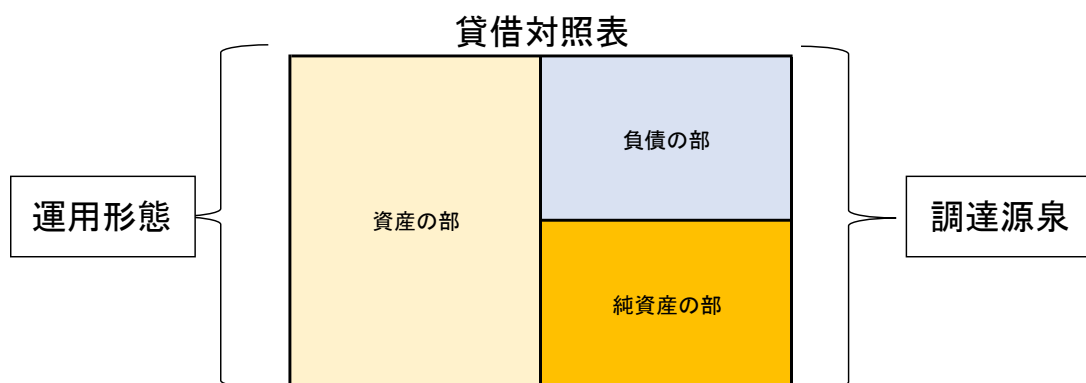 貸借対照表
運用形態
資産の部
負債の部
純資産の部
調達源泉